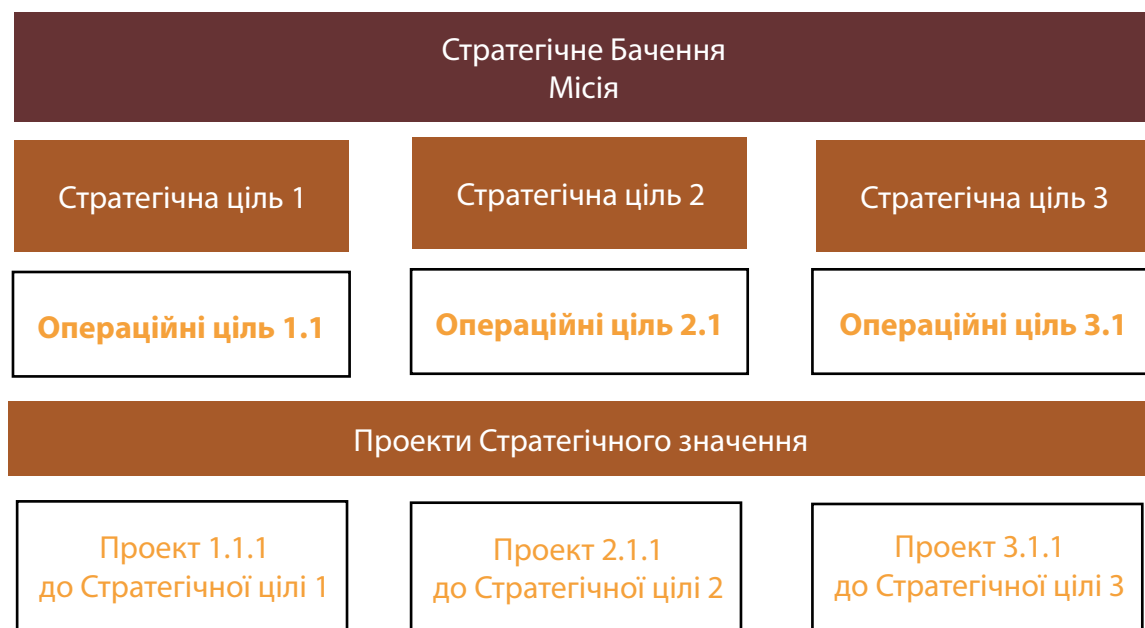 Стратегічне Бачення
Місія
Стратегічна ціль 1
Стратегічна ціль 2
Стратегічна ціль 3
Операційні ціль 1.1
Операційні ціль 2.1
Операційні ціль 3.1
Проекти Стратегічного значення
Проект 1.1.1
до Стратегічної цілі 1
Проект 2.1.1
до Стратегічної цілі 2
Проект 3.1.1
до Стратегічної цілі 3